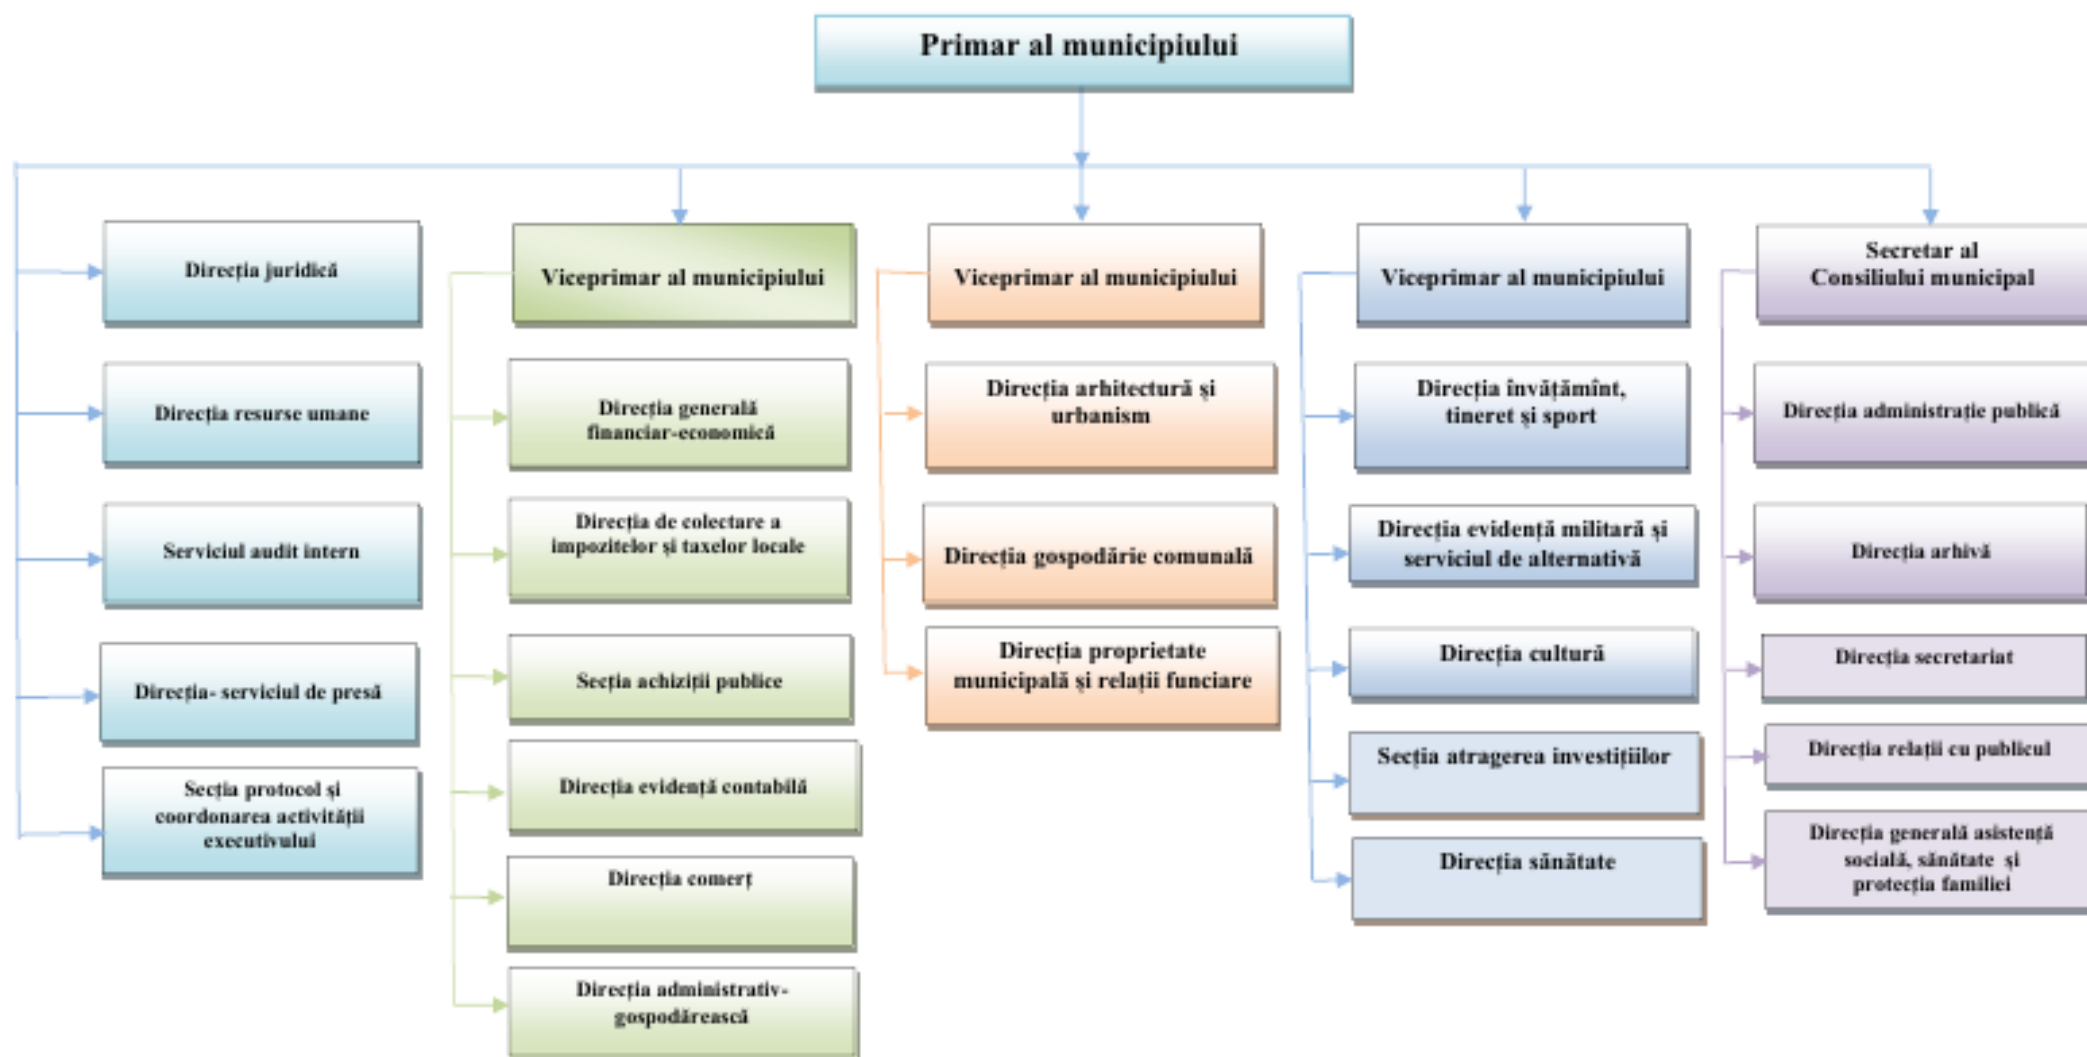 Primar al municipiului
Direcția juridică
Direcția resurse umane
Serviciul audit intern
Direcția- serviciul de presă
Secția protocol și
coordonarea activității
executivului
Viceprimar al municipiului
Direcția generală
financiar-economică
Direcția de colectare a
impozitelor și taxelor locale
Secția achiziții publice
Direcția evidență contabilă
Direcția comerț
Direcția administrativ-
gospodărească
Viceprimar al municipiului
Direcția arhitectură și
urbanism
Direcția gospodărie comunală
Direcția proprietate
municipală și relații funciare
Viceprimar al municipiului
Direcția învățămînt,
tineret și sport
Direcția evidență militară și
serviciul de alternativă
Direcția cultură
Secția atragerea investițiilor
Direcția sănătate
Secretar al
Consiliului municipal
Direcția administrație publică
Direcția arhivă
Direcția secretariat
Direcția relații cu publicul
Direcția generală asistență
socială, sănătate și
protecția familiei